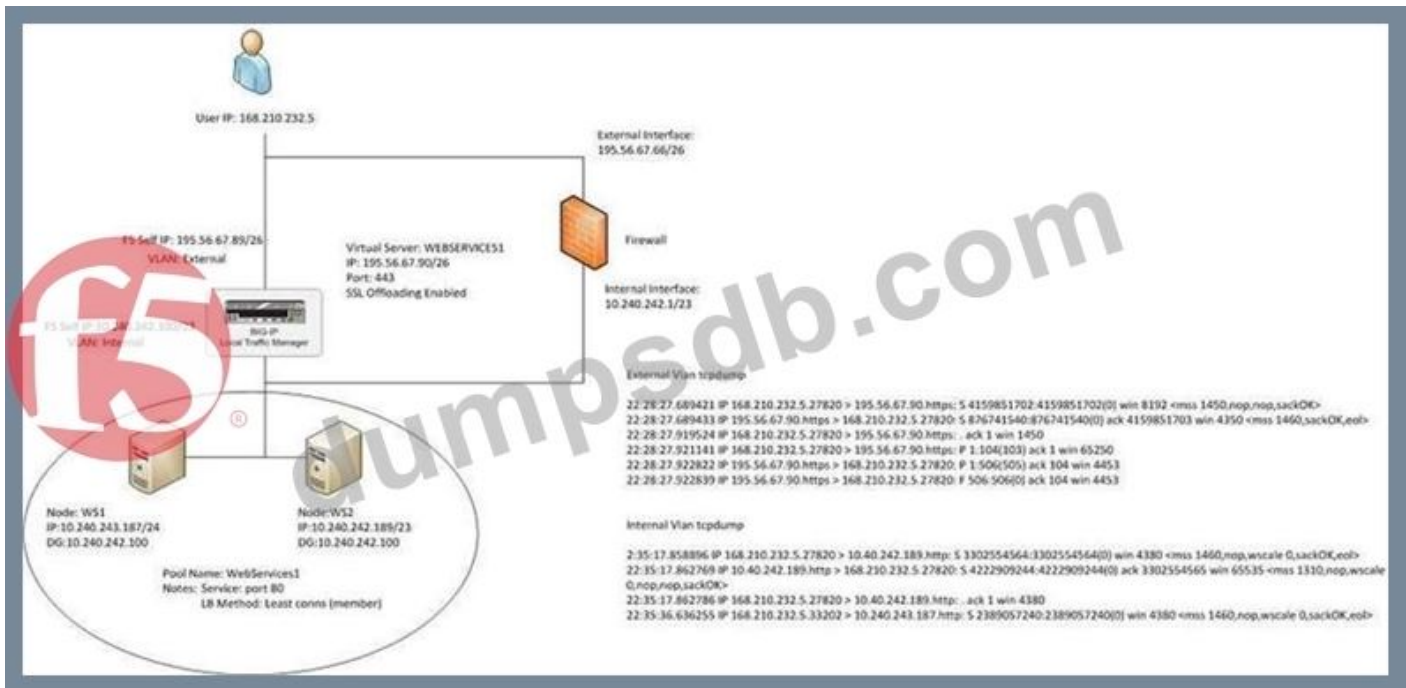 User IP: 168.210.232.5
External Interface:
195.56.67.66/26
F5 Self IP: 195.56.67.89/26
VLAN: External
Virtual Server: WEBSERVICES1
IP: 195.56.67.90/26
Port: 443
SSL Offloading Enabled
Firewall
Internal Interface:
10.240.242.1/23
F5 Self IP
VLAN: Internal
BIG-IP
Local Traffic Manager
f5
®
dumpsdb.com
External Vlan tcpdump
22:28:27.689421 IP 168.210.232.5.27820 > 195.56.67.90.https: S 4159851702:4159851702(0) win 8192 <mss 1450,nop,nop,sackOK>
22:28:27.689433 IP 195.56.67.90.https > 168.210.232.5.27820: S 876741540:876741540(0) ack 4159851703 win 4350 <mss 1460,sackOK,eol>
22:28:27.919524 IP 168.210.232.5.27820 > 195.56.67.90.https: . ack 1 win 1450
22:28:27.921141 IP 168.210.232.5.27820 > 195.56.67.90.https: P 1:104(103) ack 1 win 65250
22:28:27.922822 IP 195.56.67.90.https > 168.210.232.5.27820: P 1:506(505) ack 104 win 4453
22:28:27.922839 IP 195.56.67.90.https > 168.210.232.5.27820: F 506:506(0) ack 104 win 4453
Internal Vlan tcpdump
2:35:17.858896 IP 168.210.232.5.27820 > 10.40.242.189.http: S 3302554564:3302554564(0) win 4380 <mss 1460,nop,wscale 0,sackOK,eol>
22:35:17.862769 IP 10.40.242.189.http > 168.210.232.5.27820: S 4222909244:4222909244(0) ack 3302554565 win 65535 <mss 1310,nop,wscale
0,nop,nop,sackOK>
22:35:17.862786 IP 168.210.232.5.27820 > 10.40.242.189.http: . ack 1 win 4380
22:35:36.636255 IP 168.210.232.5.33202 > 10.240.243.187.http: S 2389057240:2389057240(0) win 4380 <mss 1460,nop,wscale 0,sackOK,eol>
Node: WS1
IP:10.240.243.187/24
DG:10.240.242.100
Node:WS2
IP:10.240.242.189/23
DG:10.240.242.100
Pool Name: WebServices1
Notes: Service: port 80
LB Method: Least conns (member)